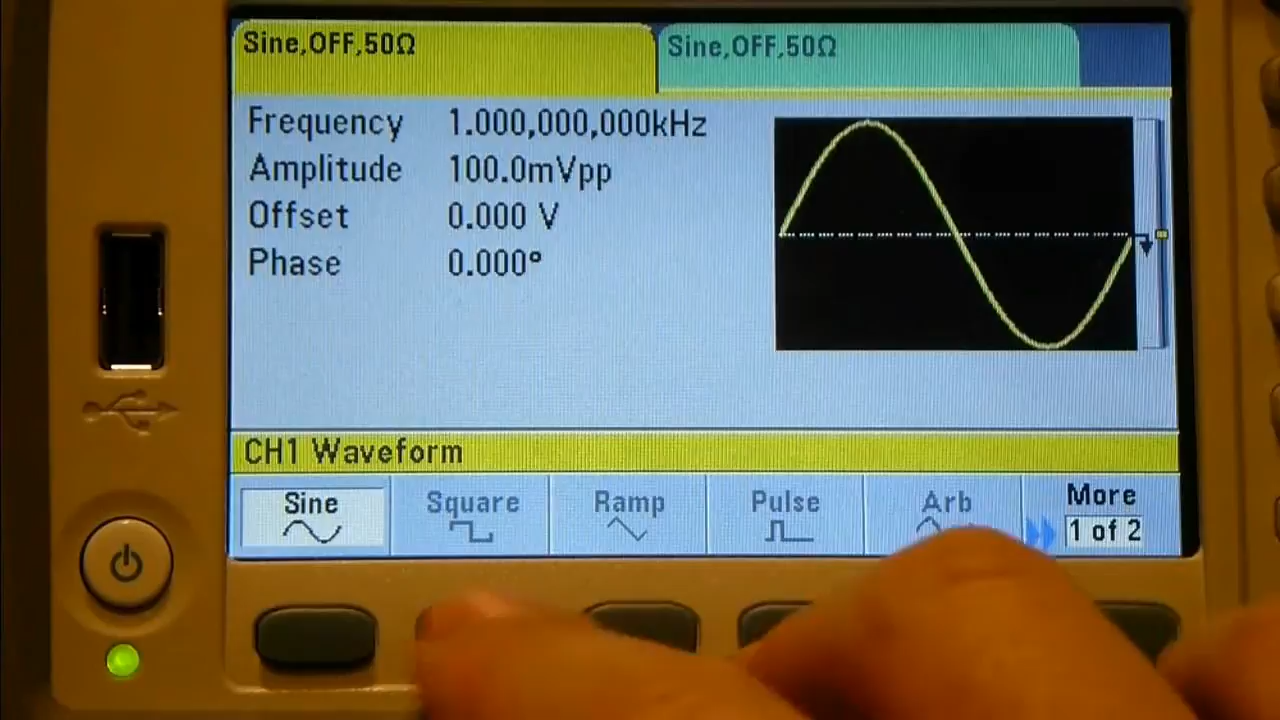 Sine,OFF,50Ω
Sine,OFF,50Ω
Frequency 1.000,000,000kHz
Amplitude 100.0mVpp
Offset 0.000 V
Phase 0.000°
CH1 Waveform
Sine
Square
Ramp
Pulse
Arb
More
1 of 2